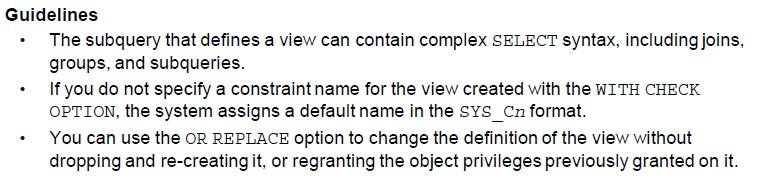 Guidelines
• The subquery that defines a view can contain complex SELECT syntax, including joins,
groups, and subqueries.
• If you do not specify a constraint name for the view created with the WITH CHECK
OPTION, the system assigns a default name in the SYS_Cn format.
• You can use the OR REPLACE option to change the definition of the view without
dropping and re-creating it, or regranting the object privileges previously granted on it.